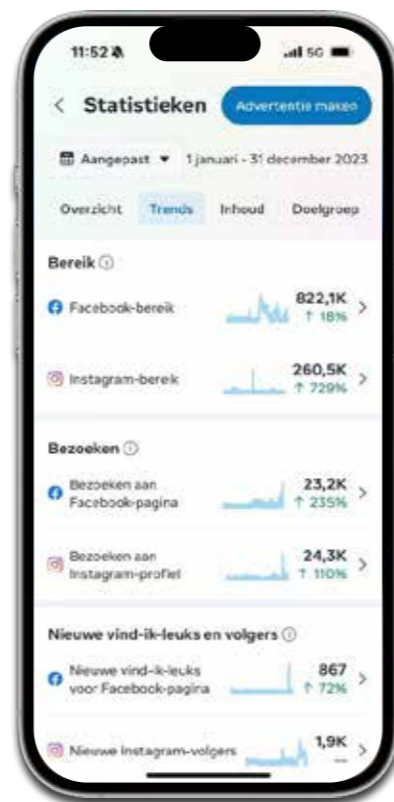 11:52 5G
< Statistieken Advertentie maken
Aangepast ▼ 1 januari - 31 december 2023
Overzicht Trends Inhoud Doelgroep
Bereik
Facebook-bereik 822,1K
↑ 18%
Instagram-bereik 260,5K
↑ 729%
Bezoeken
Bezoeken aan
Facebook-pagina 23,2K
↑ 235%
Bezoeken aan
Instagram-profiel 24,3K
↑ 110%
Nieuwe vind-ik-leuks en volgers
Nieuwe vind-ik-leuks
voor Facebook-pagina 867
↑ 72%
Nieuwe Instagram-volgers 1,9K
--